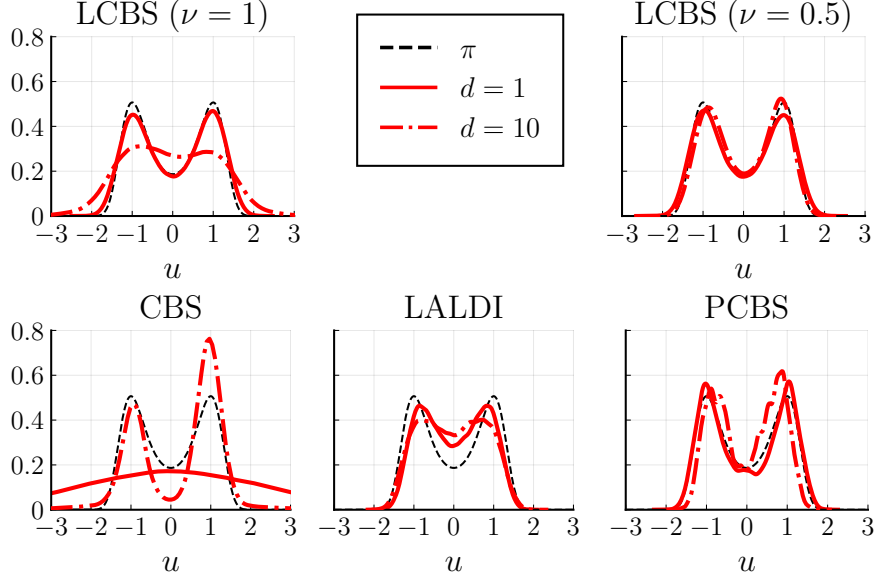 LCBS (ν = 1)
LCBS (ν = 0.5)
0.8
0.6
0.4
0.2
0
−3 −2 −1 0 1 2 3
u
π
d = 1
d = 10
−3 −2 −1 0 1 2 3
u
CBS
LALDI
PCBS
0.8
0.6
0.4
0.2
0
−3 −2 −1 0 1 2 3
u
−3 −2 −1 0 1 2 3
u
−3 −2 −1 0 1 2 3
u